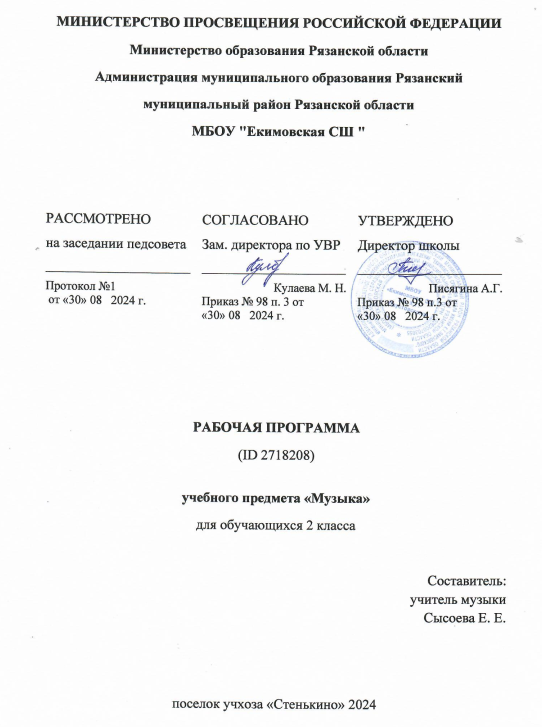 МИНИСТЕРСТВО ПРОСВЕЩЕНИЯ РОССИЙСКОЙ ФЕДЕРАЦИИ
Министерство образования Рязанской области
Администрация муниципального образования Рязанский
муниципальный район Рязанской области
МБОУ "Екимовская СШ "
РАССМОТРЕНО
на заседании педсовета
Протокол №1
от «30» 08 2024 г.
СОГЛАСОВАНО
Зам. директора по УВР
Кулаева М. Н.
Приказ № 98 п. 3 от
«30» 08 2024 г.
УТВЕРЖДЕНО
Директор школы
Писягина А.Г.
Приказ № 98 п.3 от
«30» 08 2024 г.
РАБОЧАЯ ПРОГРАММА
(ID 2718208)
учебного предмета «Музыка»
для обучающихся 2 класса
Составитель:
учитель музыки
Сысоева Е. Е.
поселок учхоза «Стенькино» 2024